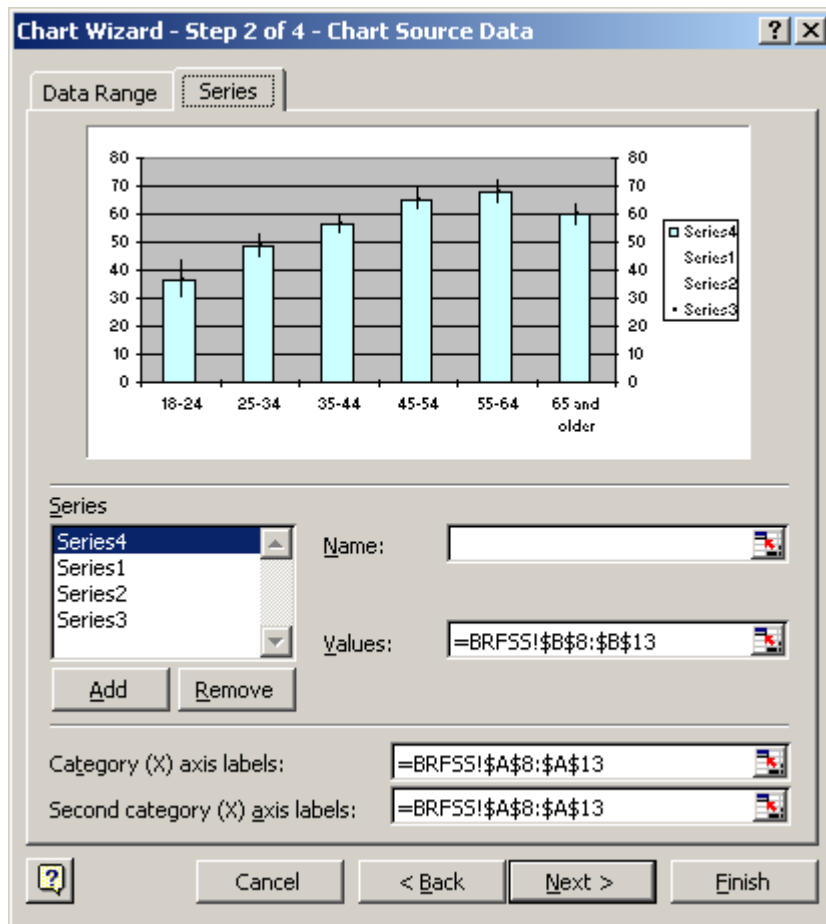 Chart Wizard - Step 2 of 4 - Chart Source Data
Data Range Series
80 80
70 70
60 60
50 50
40 40
30 30
20 20
10 10
0 0
18-24 25-34 35-44 45-54 55-64 65 and
older
Series4
Series1
Series2
Series3
Series
Series4
Series1
Series2
Series3
Name:
Values: =BRFSS!$B$8:$B$13
Add Remove
Category (X) axis labels: =BRFSS!$A$8:$A$13
Second category (X) axis labels: =BRFSS!$A$8:$A$13
Cancel < Back Next > Finish